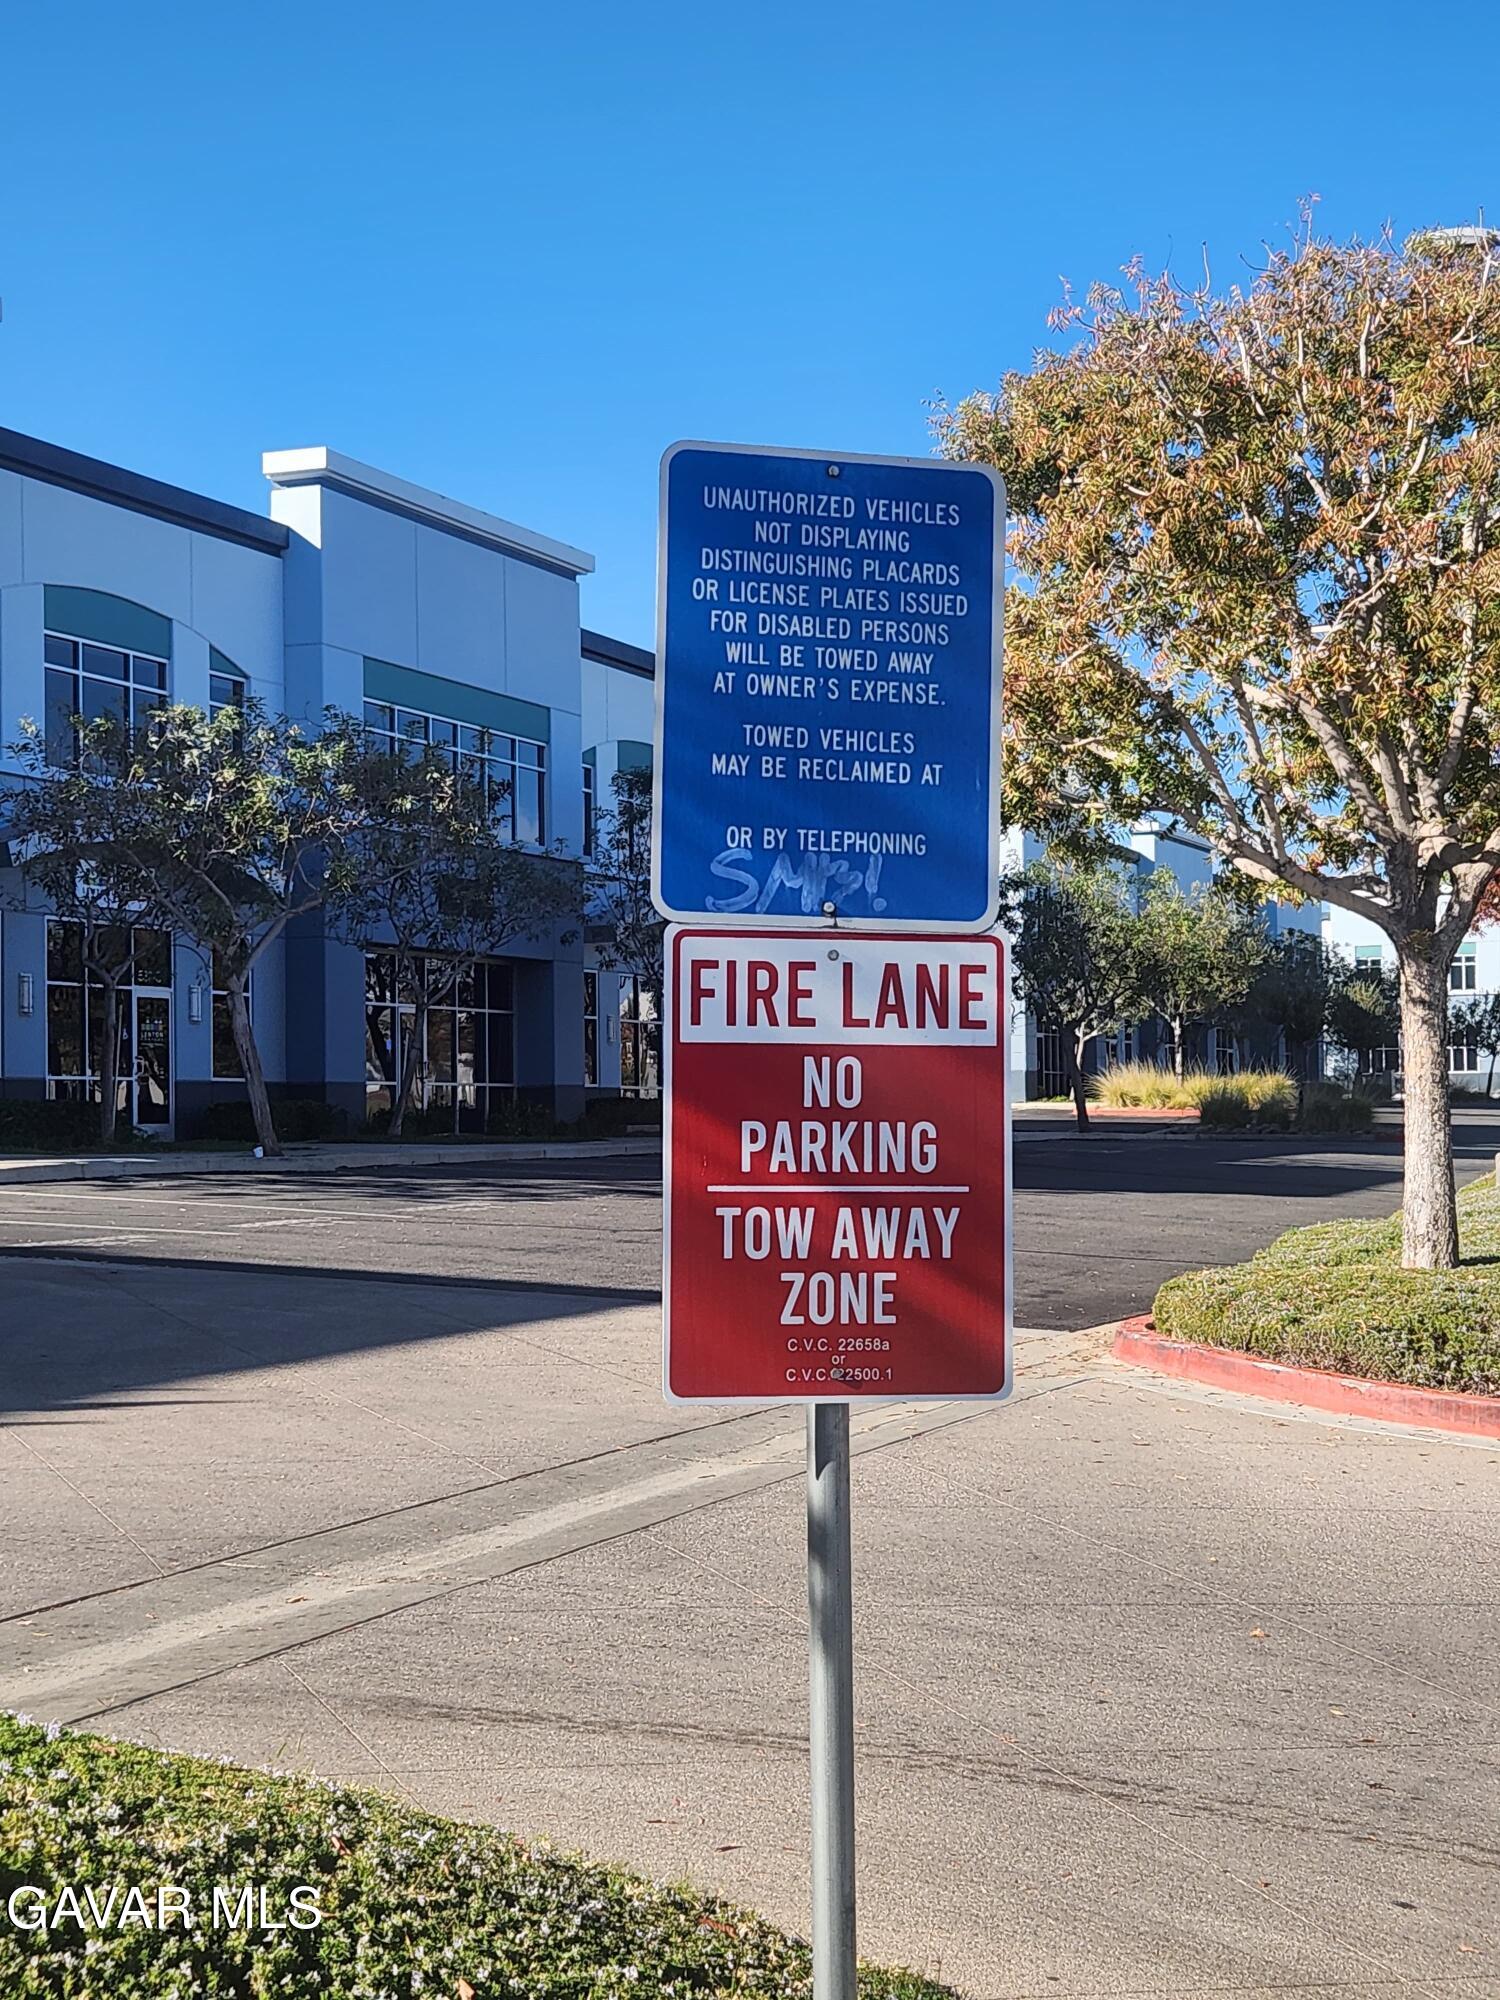 UNAUTHORIZED VEHICLES
NOT DISPLAYING
DISTINGUISHING PLACARDS
OR LICENSE PLATES ISSUED
FOR DISABLED PERSONS
WILL BE TOWED AWAY
AT OWNER'S EXPENSE.
TOWED VEHICLES
MAY BE RECLAIMED AT
OR BY TELEPHONING
FIRE LANE
NO
PARKING
TOW AWAY
ZONE
C.V.C. 22658a
or
C.V.C. 22500.1
GAVAR MLS